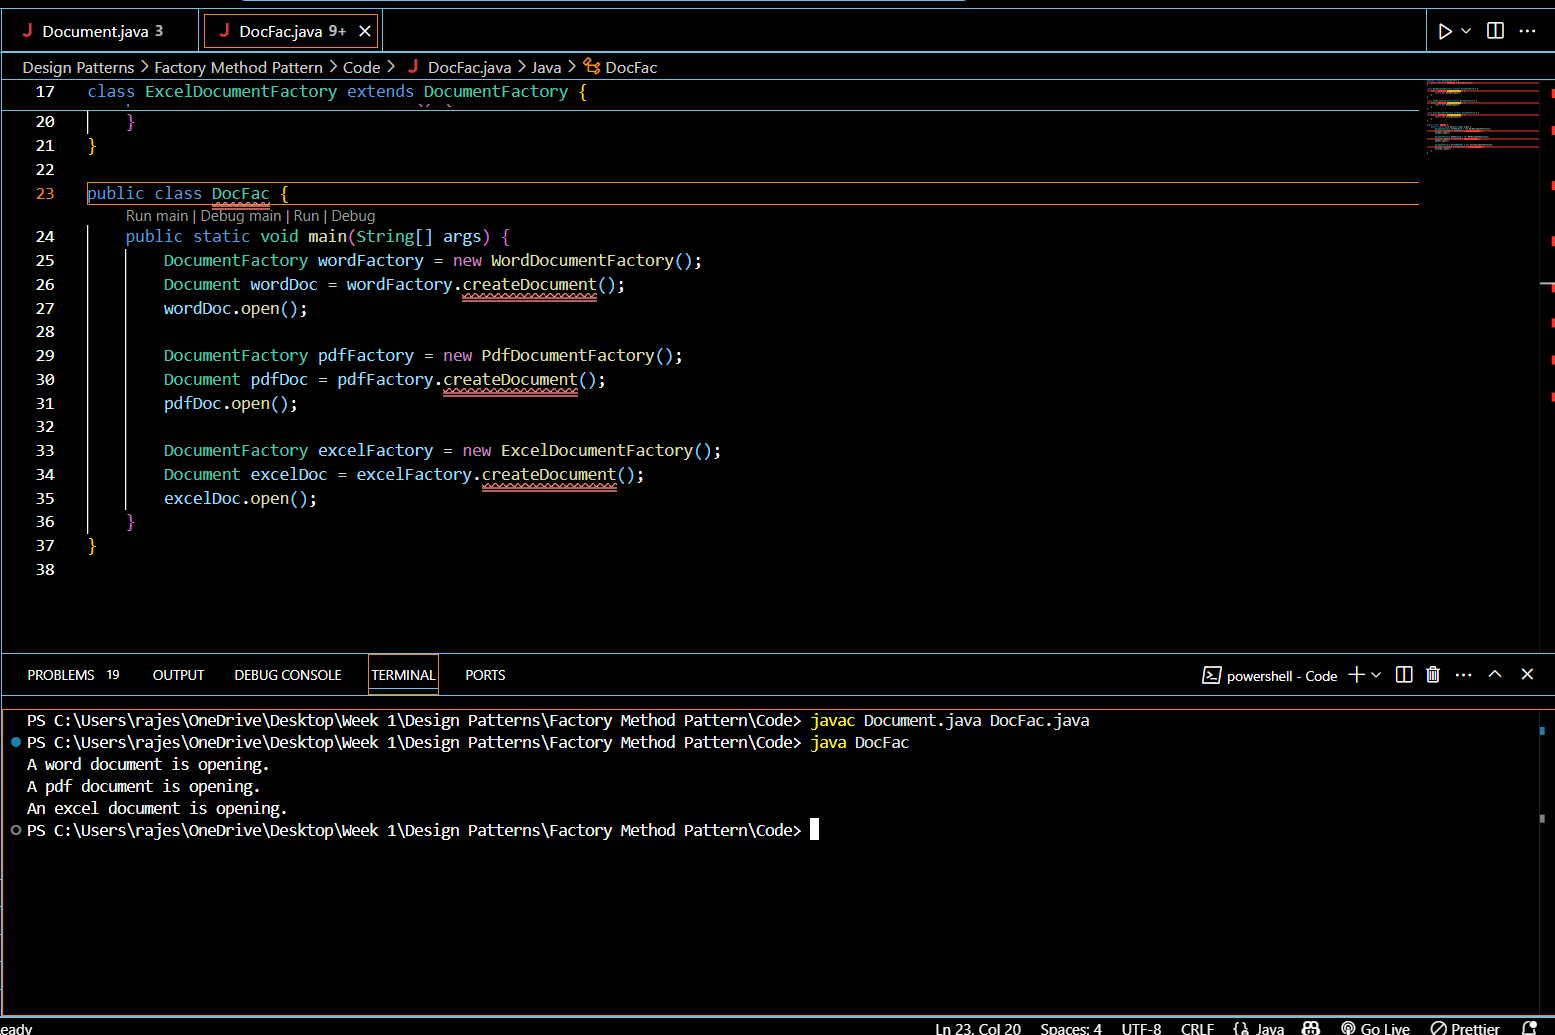 Document.java 3 DocFac.java 9+
Design Patterns > Factory Method Pattern > Code > DocFac.java > Java > DocFac
17 class ExcelDocumentFactory extends DocumentFactory {
20 }
21 }
22
23 public class DocFac {
Run main | Debug main | Run | Debug
24 public static void main(String[] args) {
25 DocumentFactory wordFactory = new WordDocumentFactory();
26 Document wordDoc = wordFactory.createDocument();
27 wordDoc.open();
28
29 DocumentFactory pdfFactory = new PdfDocumentFactory();
30 Document pdfDoc = pdfFactory.createDocument();
31 pdfDoc.open();
32
33 DocumentFactory excelFactory = new ExcelDocumentFactory();
34 Document excelDoc = excelFactory.createDocument();
35 excelDoc.open();
36 }
37 }
38
PROBLEMS 19 OUTPUT DEBUG CONSOLE TERMINAL PORTS powershell - Code
PS C:\Users\rajes\OneDrive\Desktop\Week 1\Design Patterns\Factory Method Pattern\Code> javac Document.java DocFac.java
PS C:\Users\rajes\OneDrive\Desktop\Week 1\Design Patterns\Factory Method Pattern\Code> java DocFac
A word document is opening.
A pdf document is opening.
An excel document is opening.
PS C:\Users\rajes\OneDrive\Desktop\Week 1\Design Patterns\Factory Method Pattern\Code>
eady Ln 23, Col 20 Spaces: 4 UTF-8 CRLF {} Java Go Live Prettier